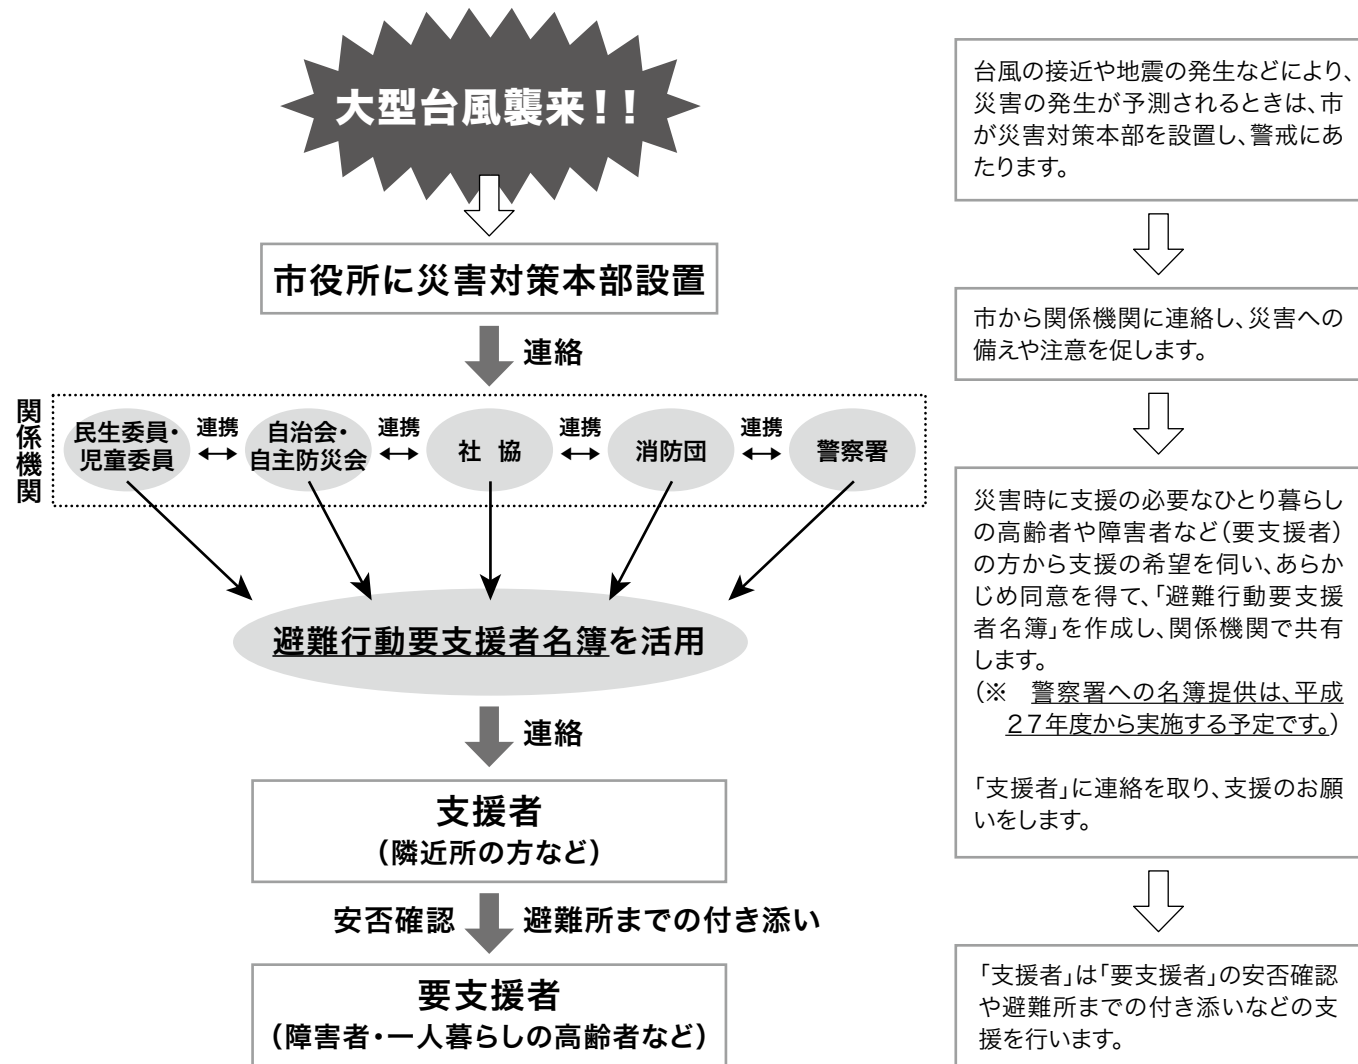 大型台風襲来!!
市役所に災害対策本部設置
連絡
関係機関
民生委員・
児童委員
連携
自治会・
自主防災会
連携
社 協
連携
消防団
連携
警察署
避難行動要支援者名簿を活用
連絡
支援者
(隣近所の方など)
安否確認
避難所までの付き添い
要支援者
(障害者・一人暮らしの高齢者など)
台風の接近や地震の発生などにより、
災害の発生が予測されるときは、市
が災害対策本部を設置し、警戒にあ
たります。
市から関係機関に連絡し、災害への
備えや注意を促します。
災害時に支援の必要なひとり暮らし
の高齢者や障害者など(要支援者)
の方から支援の希望を伺い、あらか
じめ同意を得て、「避難行動要支援
者名簿」を作成し、関係機関で共有
します。
(※ 警察署への名簿提供は、平成
27年度から実施する予定です。)
「支援者」に連絡を取り、支援のお願
いをします。
「支援者」は「要支援者」の安否確認
や避難所までの付き添いなどの支
援を行います。